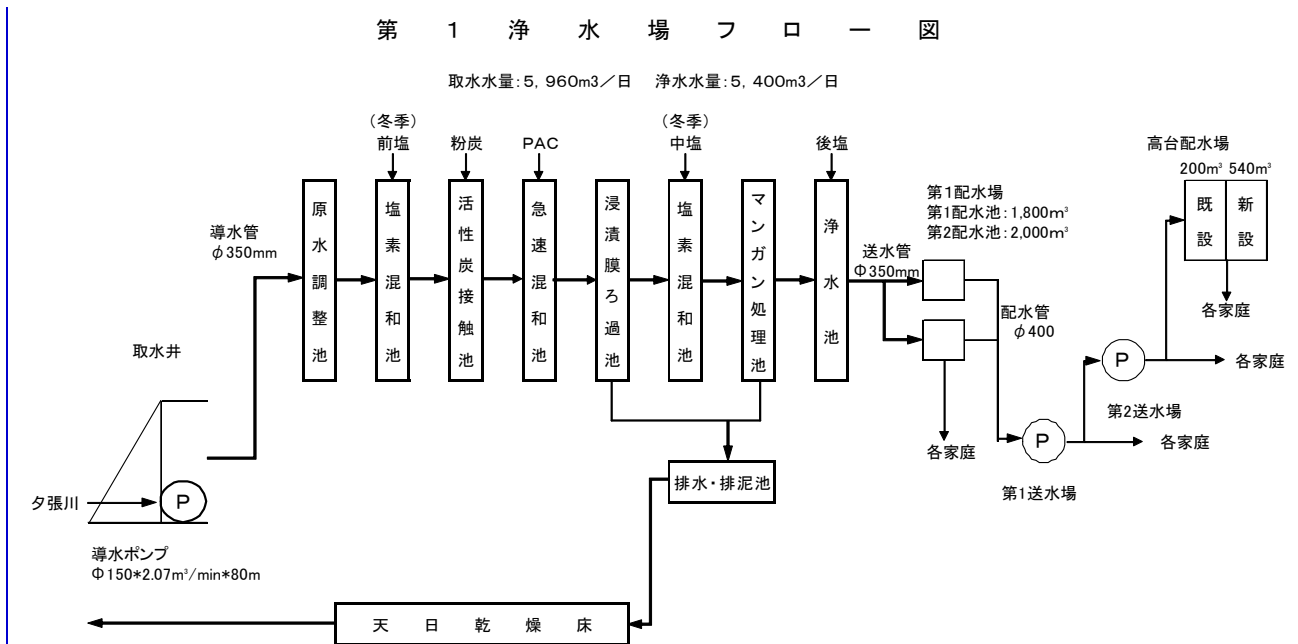 第1浄水場フロー図
取水水量:5,960m3/日 浄水水量:5,400m3/日
(冬季)
前塩
粉炭
PAC
(冬季)
中塩
後塩
高台配水場
200m³ 540m³
既設
新設
各家庭
第1配水場
第1配水池:1,800m³
第2配水池:2,000m³
導水管
φ350mm
原水調整池
塩素混和池
活性炭接触池
急速混和池
浸漬膜ろ過池
塩素混和池
マンガン処理池
浄水池
送水管
Φ350mm
配水管
φ400
取水井
P
各家庭
第2送水場
各家庭
P
各家庭
第1送水場
排水・排泥池
夕張川
P
導水ポンプ
Φ150*2.07m³/min*80m
天日乾燥床